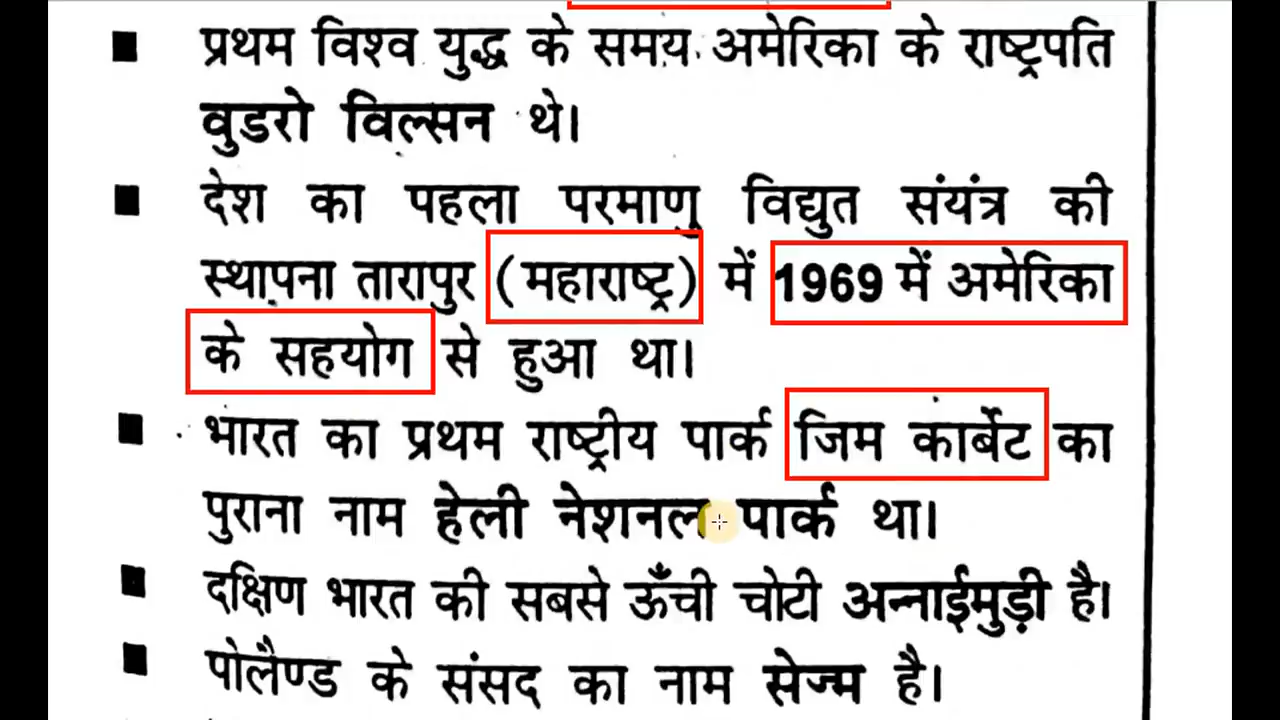 ■ प्रथम विश्व युद्ध के समय अमेरिका के राष्ट्रपति
वुडरो विल्सन थे।
■ देश का पहला परमाणु विद्युत संयंत्र की
स्थापना तारापुर (महाराष्ट्र) में 1969 में अमेरिका
के सहयोग से हुआ था।
■ भारत का प्रथम राष्ट्रीय पार्क जिम कार्बेट का
पुराना नाम हेली नेशनल पार्क था।
■ दक्षिण भारत की सबसे ऊँची चोटी अन्नाईमुड़ी है।
■ पोलैण्ड के संसद का नाम सेज्म है।